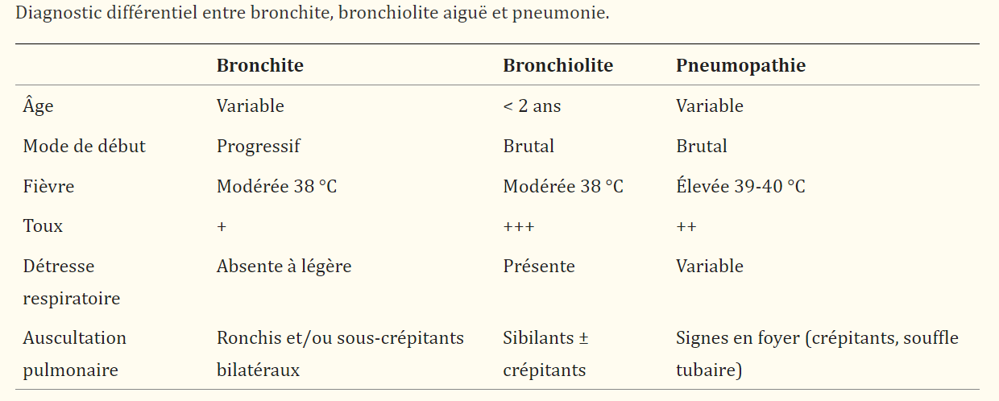 Diagnostic différentiel entre bronchite, bronchiolite aiguë et pneumonie.
Bronchite Bronchiolite Pneumopathie
Âge Variable < 2 ans Variable
Mode de début Progressif Brutal Brutal
Fièvre Modérée 38 °C Modérée 38 °C Élevée 39-40 °C
Toux + +++ ++
Détresse Absente à légère Présente Variable
respiratoire
Auscultation Ronchis et/ou sous-crépitants Sibilants ± Signes en foyer (crépitants, souffle
pulmonaire bilatéraux crépitants tubaire)